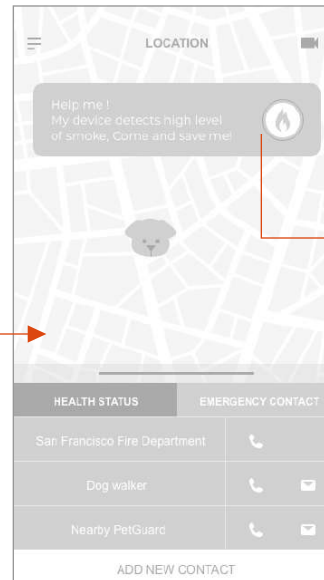 LOCATION
Help me !
My device detects high level
of smoke, Come and save me!
HEALTH STATUS
EMERGENCY CONTACT
San Francisco Fire Department
Dog walker
Nearby PetGuard
ADD NEW CONTACT